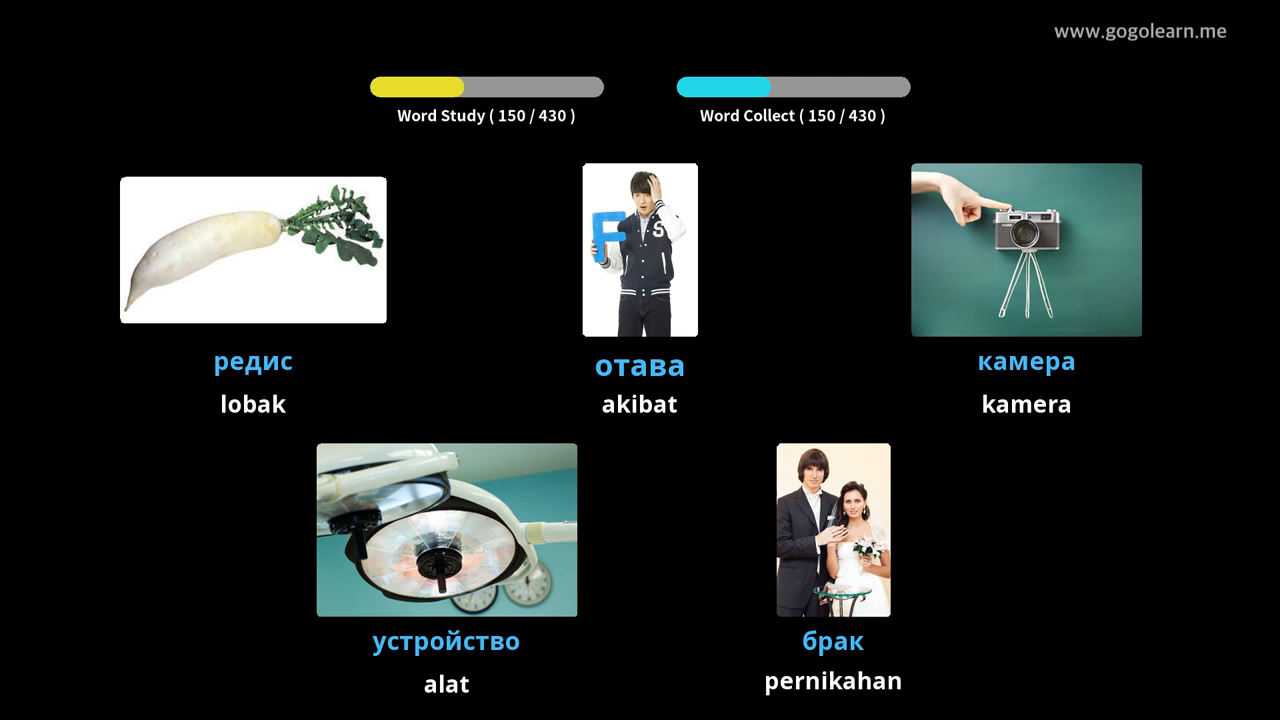 www.gogolearn.me
Word Study ( 150 / 430 )
Word Collect ( 150 / 430 )
F
S
редис
отава
камера
lobak
akibat
kamera
устройство
брак
alat
pernikahan